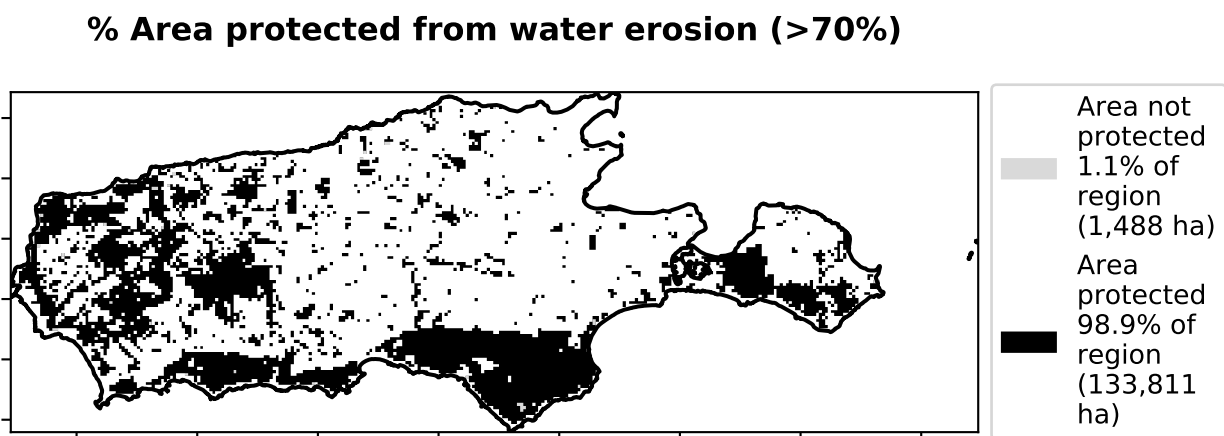 % Area protected from water erosion (>70%)
Area not
protected
1.1% of
region
(1,488 ha)
Area
protected
98.9% of
region
(133,811
ha)